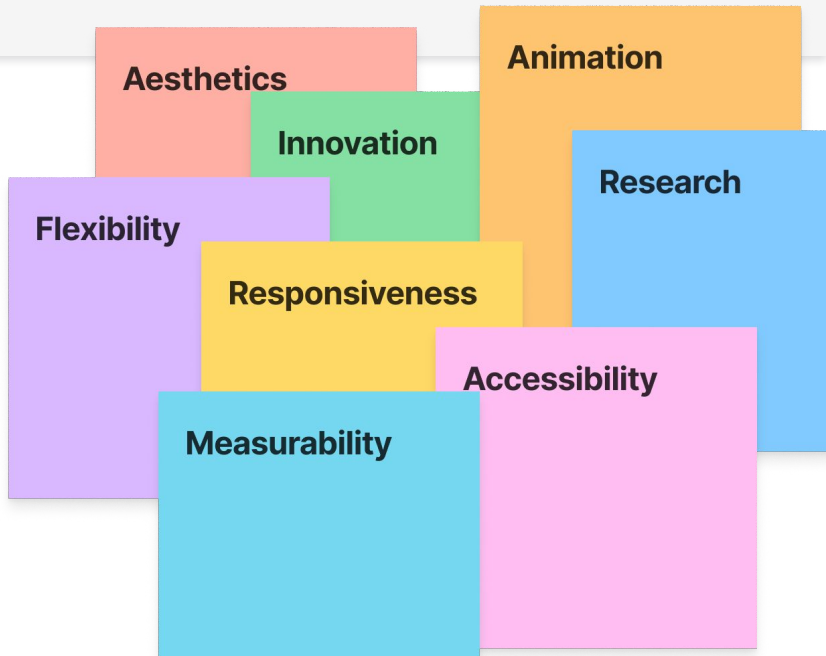 Animation
Aesthetics
Innovation
Research
Flexibility
Responsiveness
Accessibility
Measurability